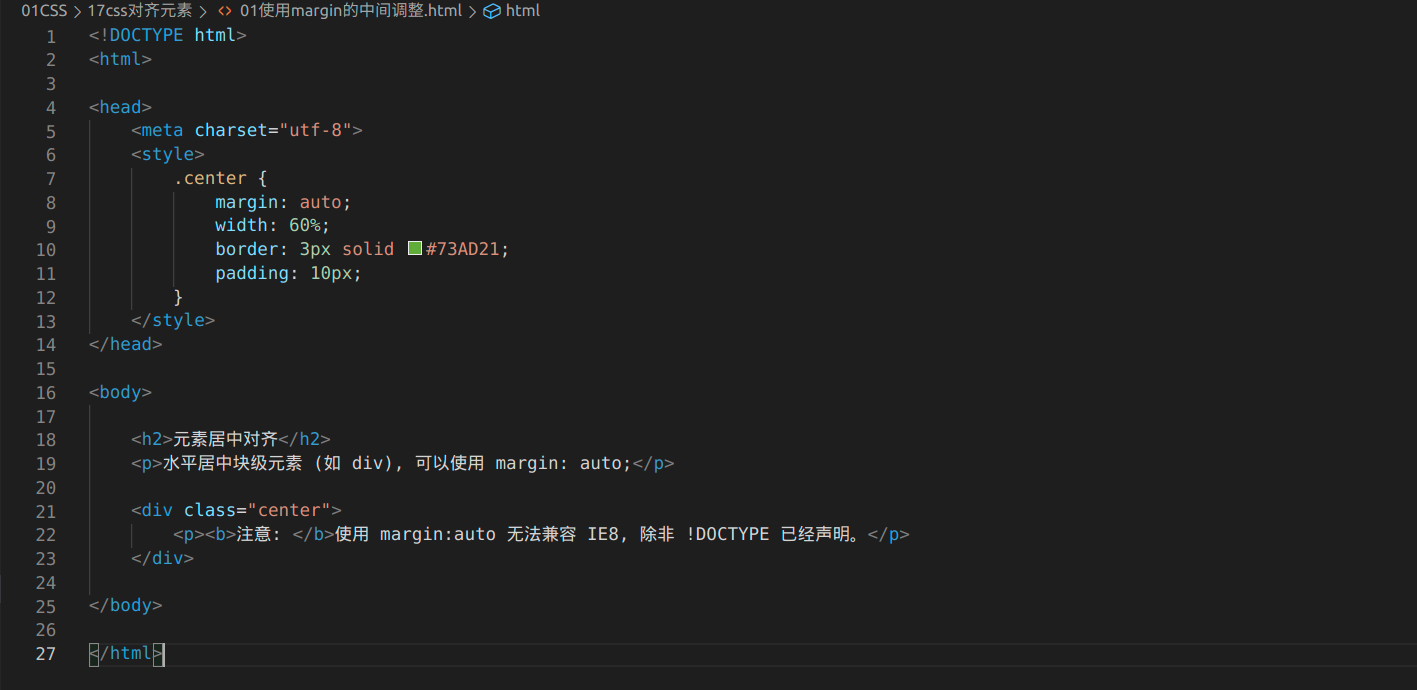 01CSS > 17css对齐元素 > <> 01使用margin的中间调整.html > html
1 <!DOCTYPE html>
2 <html>
3
4 <head>
5     <meta charset="utf-8">
6     <style>
7         .center {
8             margin: auto;
9             width: 60%;
10             border: 3px solid #73AD21;
11             padding: 10px;
12         }
13     </style>
14 </head>
15
16 <body>
17
18     <h2>元素居中对齐</h2>
19     <p>水平居中块级元素 (如 div), 可以使用 margin: auto;</p>
20
21     <div class="center">
22         <p><b>注意: </b>使用 margin:auto 无法兼容 IE8, 除非 !DOCTYPE 已经声明。</p>
23     </div>
24
25 </body>
26
27 </html>